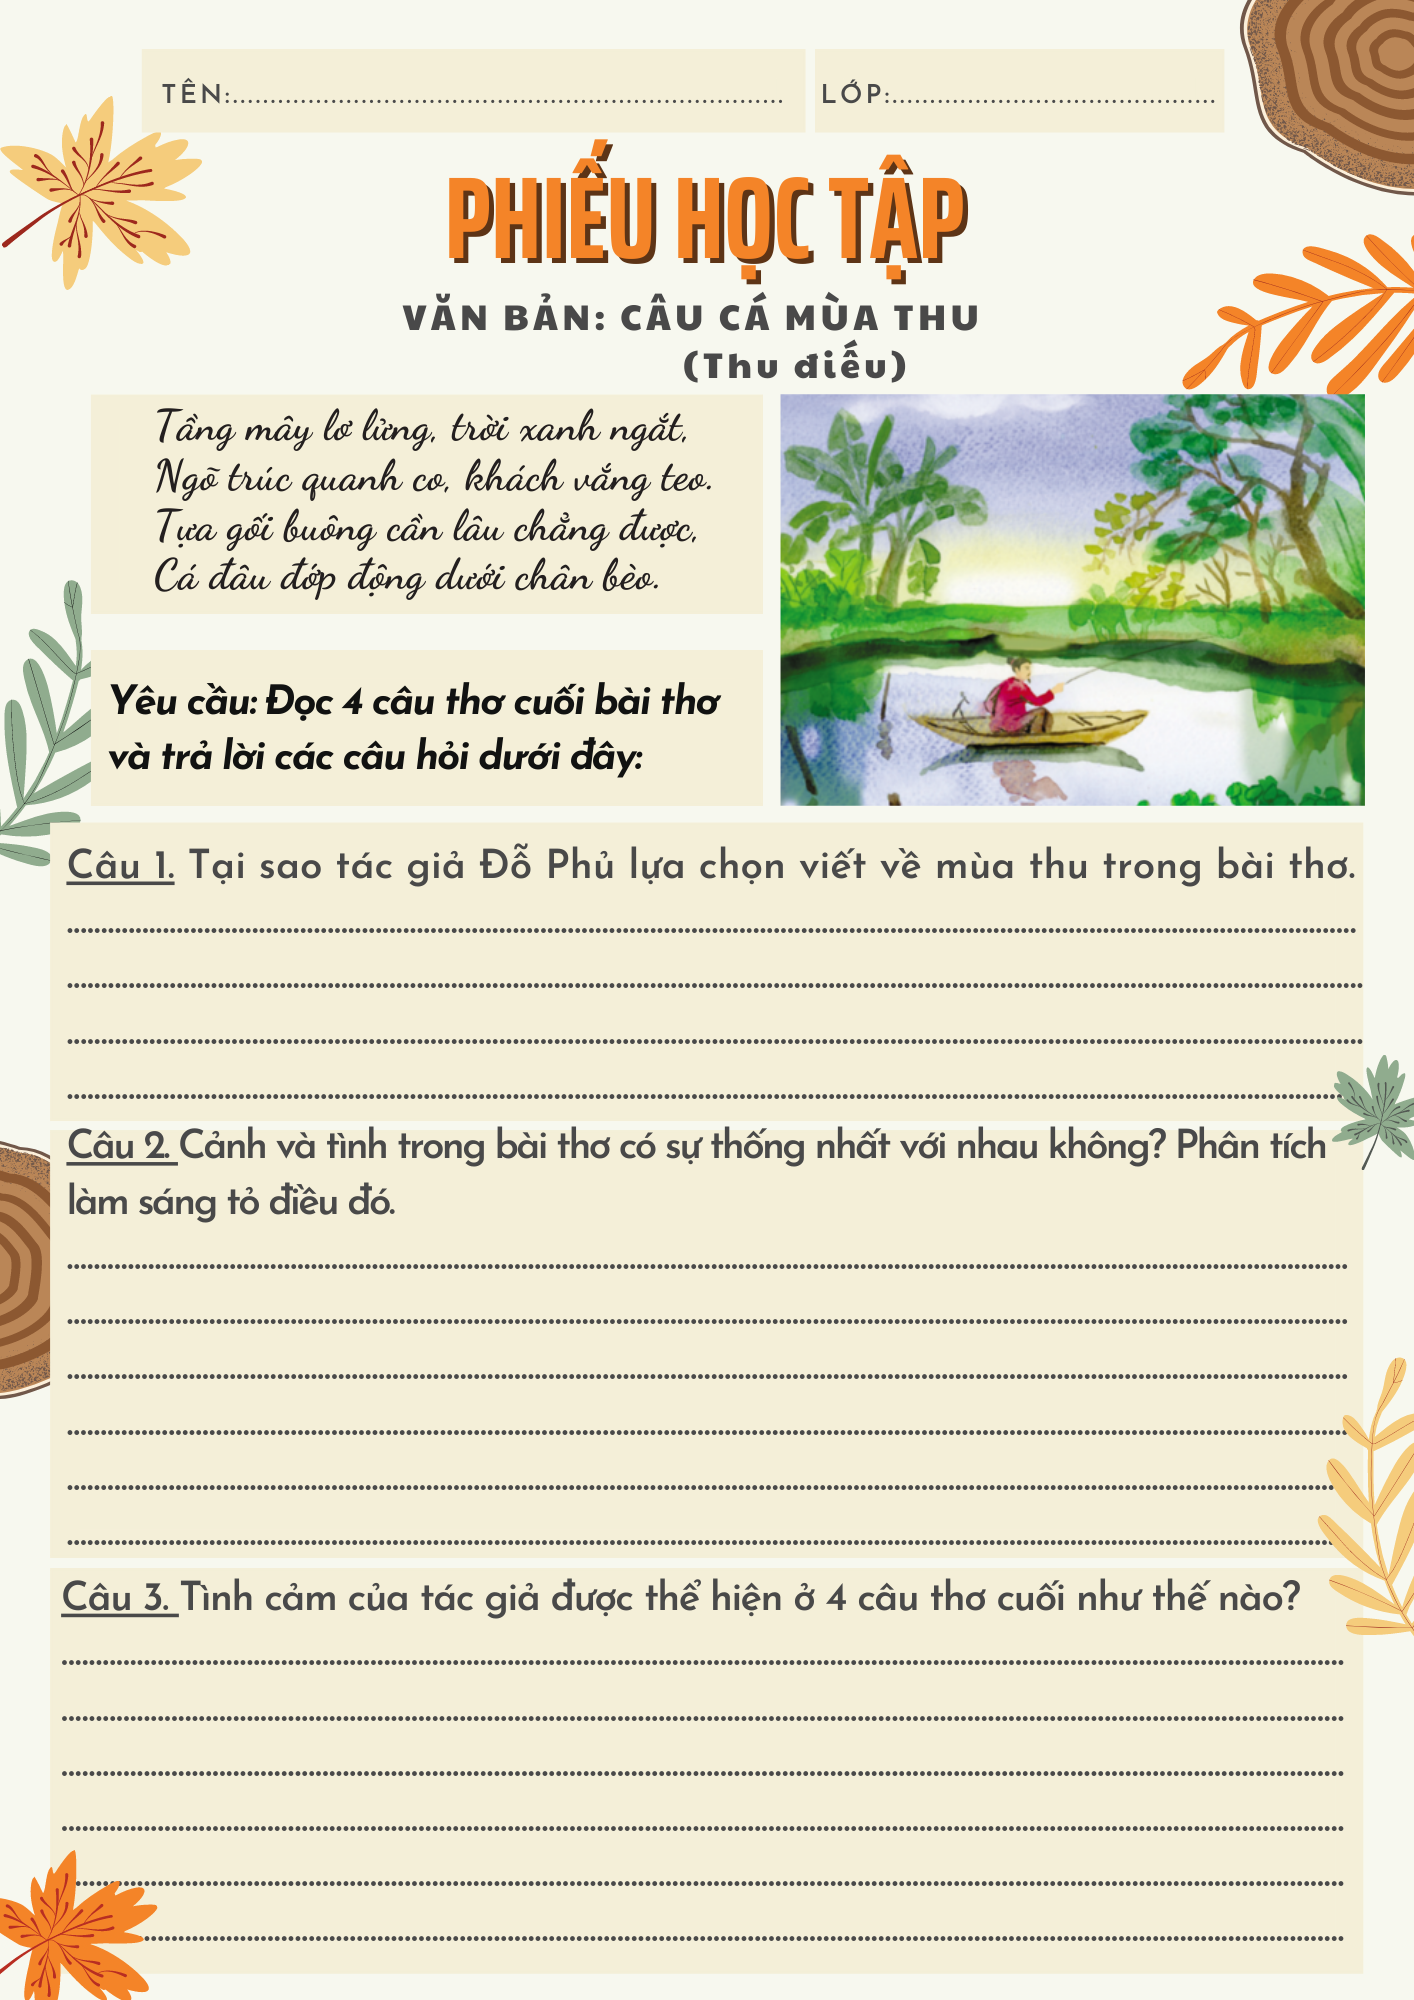 TÊN:........................................................................
LỚP:..........................................
PHIẾU HỌC TẬP
VĂN BẢN: CÂU CÁ MÙA THU
(Thu điếu)
Tầng mây lơ lửng, trời xanh ngắt,
Ngõ trúc quanh co, khách vắng teo.
Tựa gối buông cần lâu chẳng được,
Cá đâu đớp động dưới chân bèo.
Yêu cầu: Đọc 4 câu thơ cuối bài thơ
và trả lời các câu hỏi dưới đây:
Câu 1. Tại sao tác giả Đỗ Phủ lựa chọn viết về mùa thu trong bài thơ.
Câu 2. Cảnh và tình trong bài thơ có sự thống nhất với nhau không? Phân tích
làm sáng tỏ điều đó.
Câu 3. Tình cảm của tác giả được thể hiện ở 4 câu thơ cuối như thế nào?